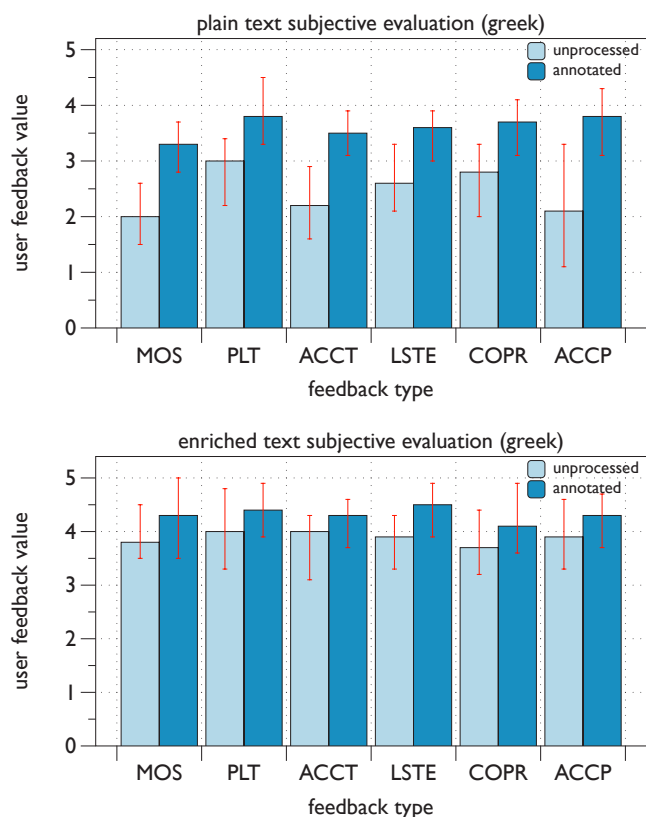 plain text subjective evaluation (greek)
unprocessed
annotated
5
4
3
2
1
0
user feedback value
MOS PLT ACCT LSTE COPR ACCP
feedback type
enriched text subjective evaluation (greek)
unprocessed
annotated
5
4
3
2
1
0
user feedback value
MOS PLT ACCT LSTE COPR ACCP
feedback type